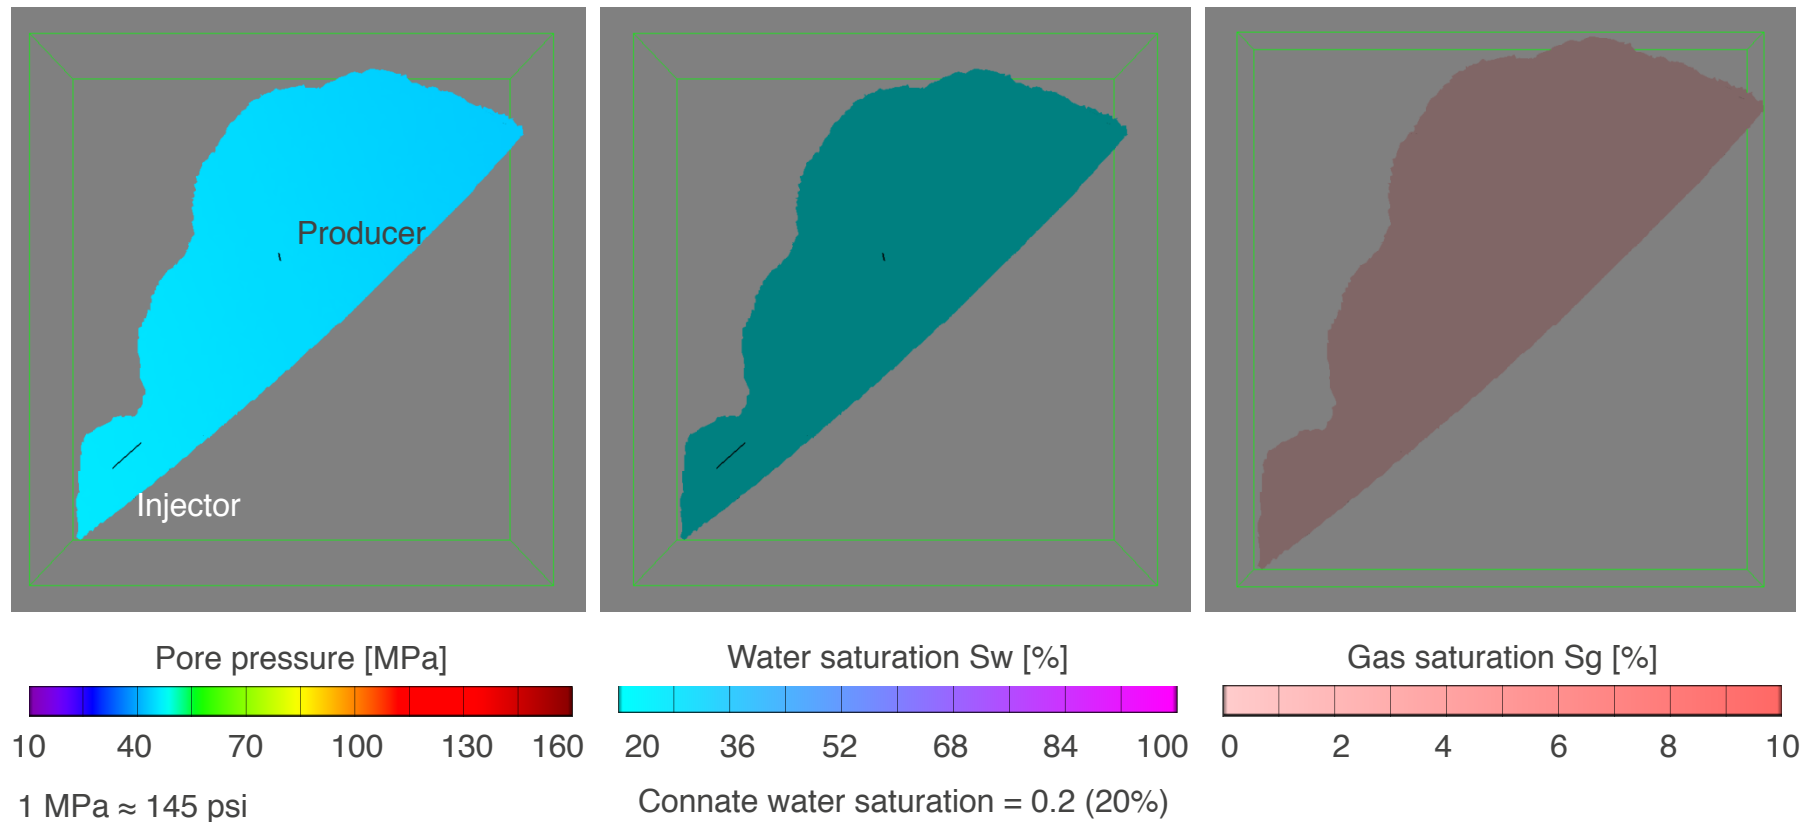 Producer
Injector
Pore pressure [MPa]
10 40 70 100 130 160
1 MPa ≈ 145 psi
Water saturation Sw [%]
20 36 52 68 84 100
Connate water saturation = 0.2 (20%)
Gas saturation Sg [%]
0 2 4 6 8 10